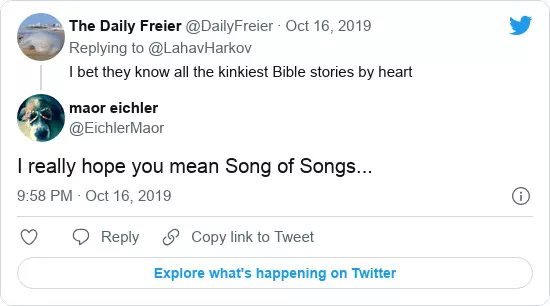 The Daily Freier @DailyFreier · Oct 16, 2019
Replying to @LahavHarkov
I bet they know all the kinkiest Bible stories by heart
maor eichler
@EichlerMaor
I really hope you mean Song of Songs...
9:58 PM · Oct 16, 2019
Reply Copy link to Tweet
Explore what's happening on Twitter